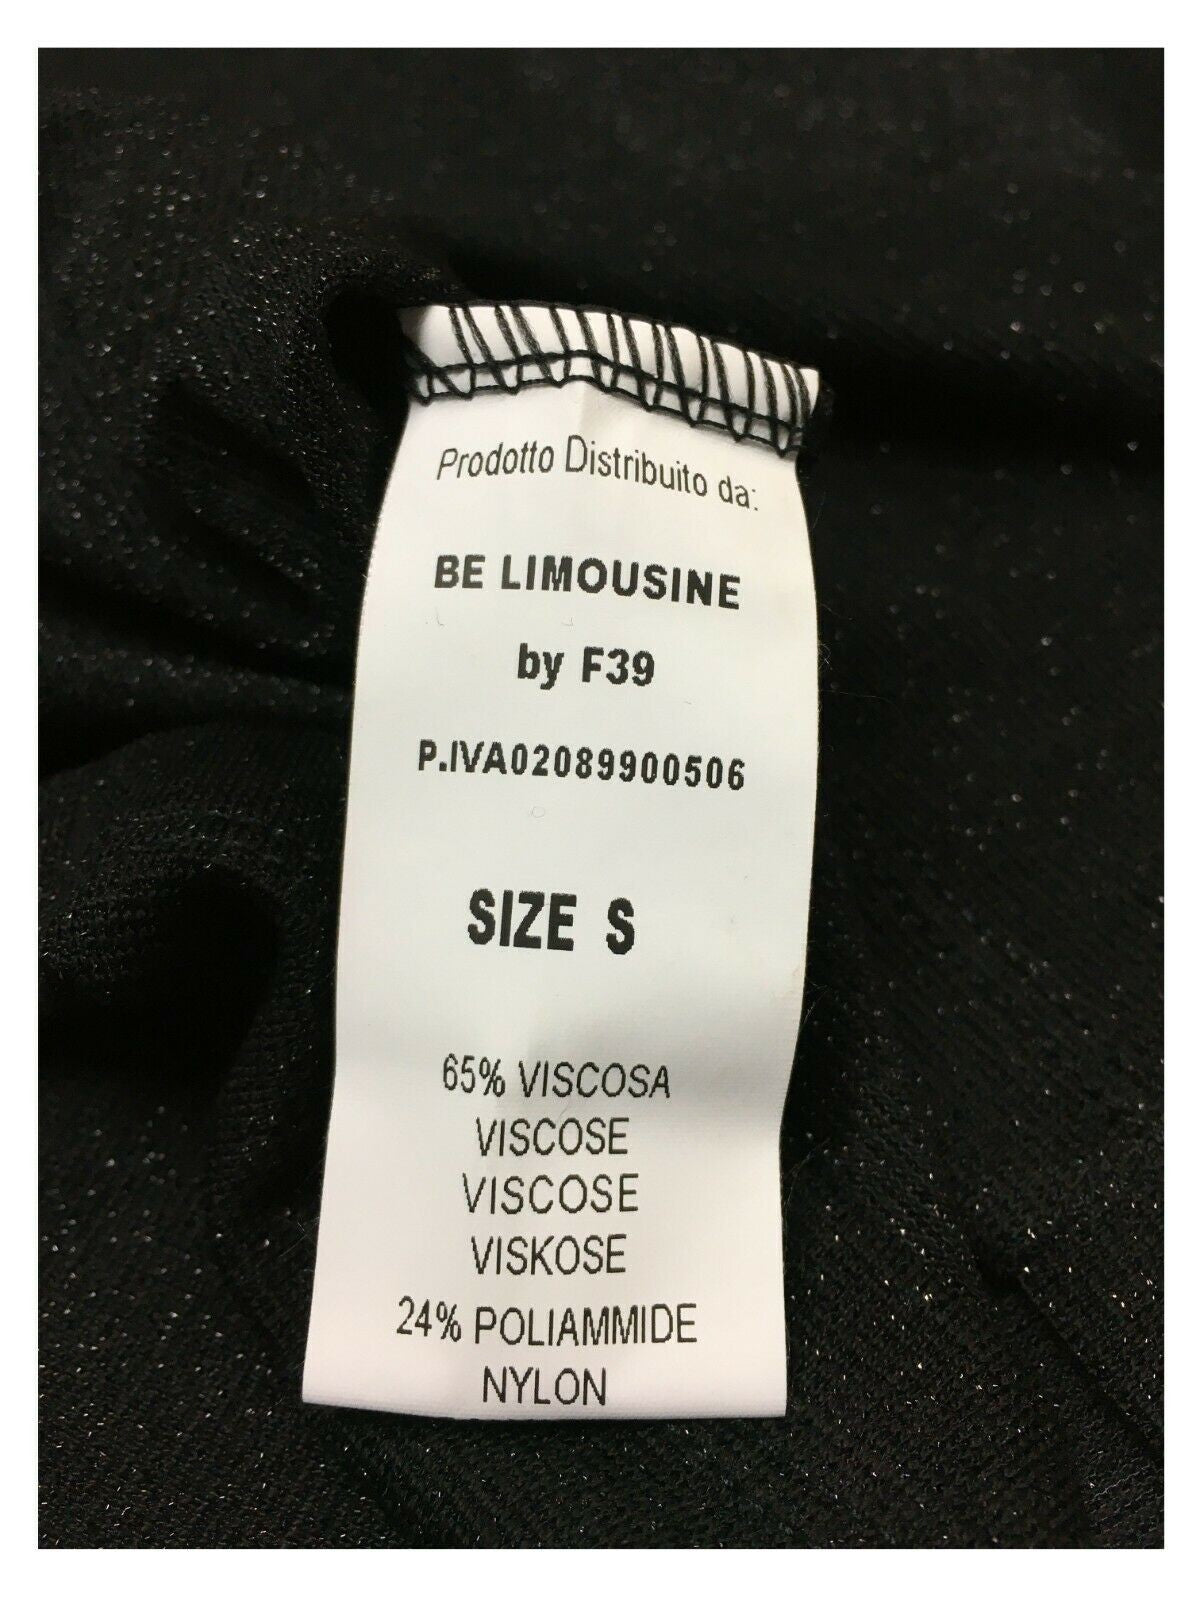 Prodotto Distribuito da:
BE LIMOUSINE
by F39
P.IVA02089900506
SIZE S
65% VISCOSA
VISCOSE
VISCOSE
VISKOSE
24% POLIAMMIDE
NYLON